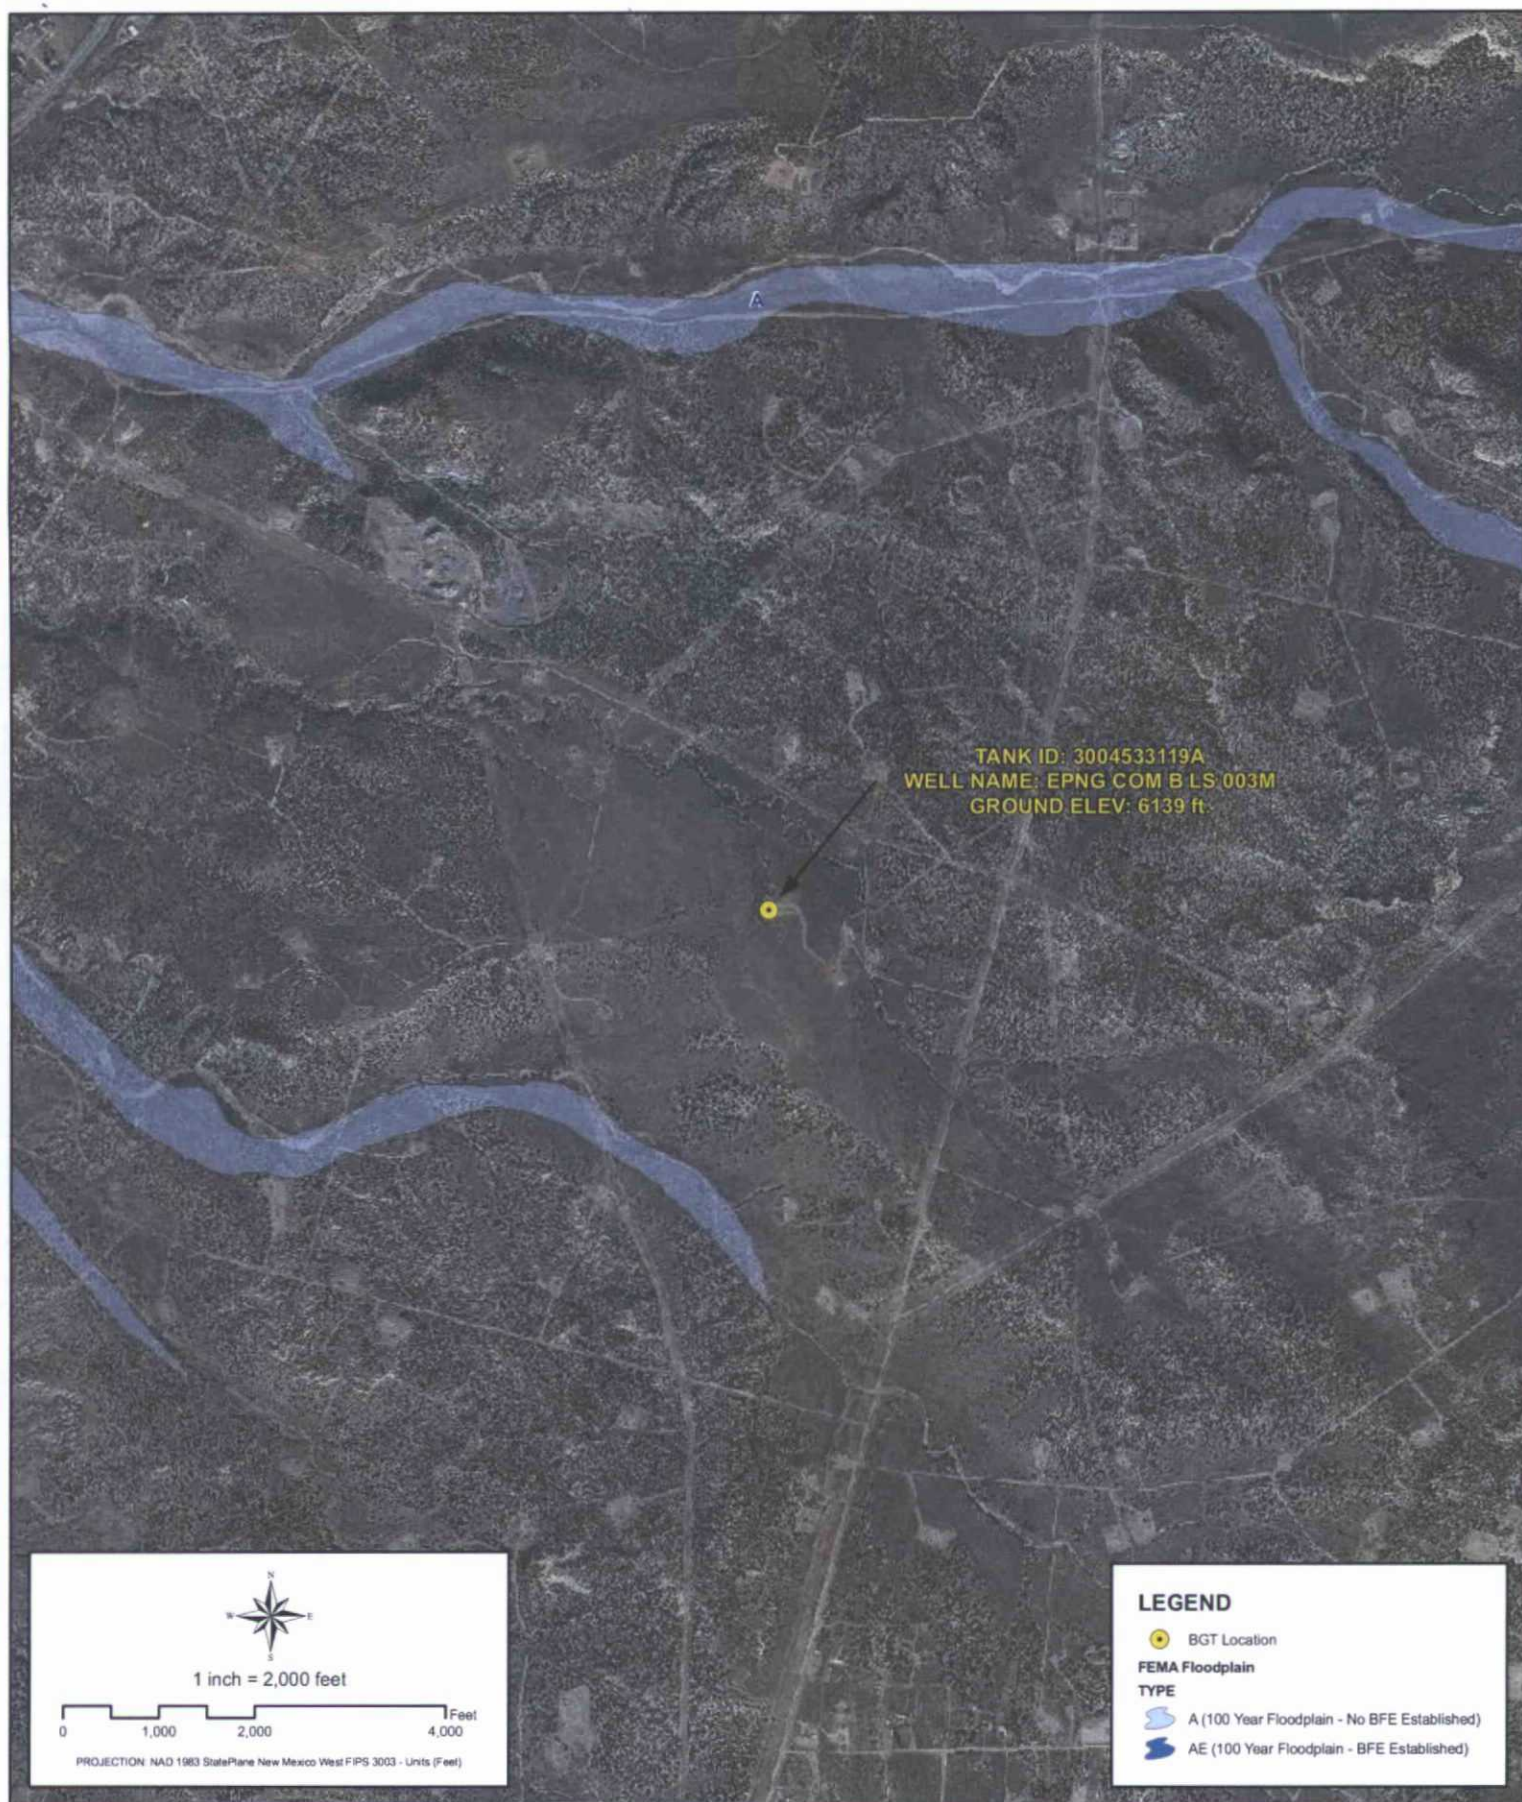 A
TANK ID: 3004533119A
WELL NAME: EPNG COM B LS 003M
GROUND ELEV: 6139 ft.
N
W E
S
1 inch = 2,000 feet
Feet
0 1,000 2,000 4,000
PROJECTION: NAD 1983 StatePlane New Mexico West FIPS 3003 - Units (Feet)
LEGEND
BGT Location
FEMA Floodplain
TYPE
A (100 Year Floodplain - No BFE Established)
AE (100 Year Floodplain - BFE Established)